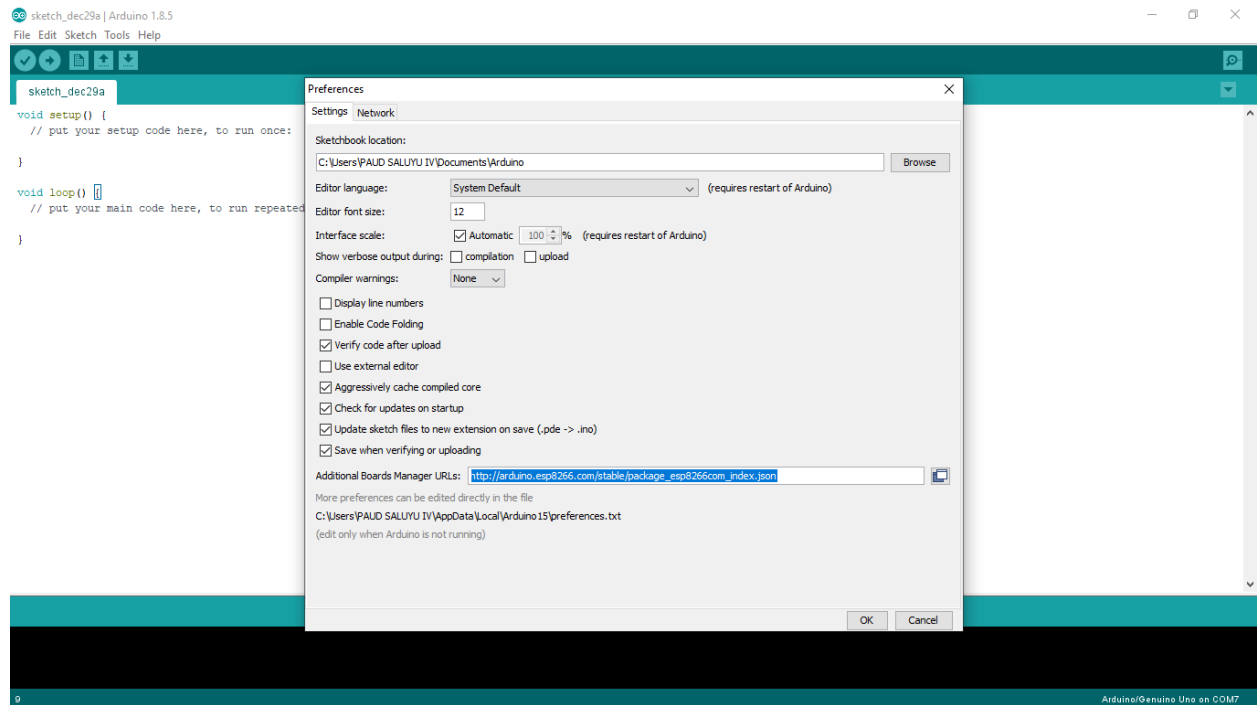 sketch_dec29a | Arduino 1.8.5
File Edit Sketch Tools Help
sketch_dec29a
void setup() {
// put your setup code here, to run once:
}
void loop() {
// put your main code here, to run repeated
}
Preferences
Settings Network
Sketchbook location:
C:\Users\PAUD SALUYU IV\Documents\Arduino Browse
Editor language: System Default (requires restart of Arduino)
Editor font size: 12
Interface scale: Automatic 100 % (requires restart of Arduino)
Show verbose output during: compilation upload
Compiler warnings: None
Display line numbers
Enable Code Folding
Verify code after upload
Use external editor
Aggressively cache compiled core
Check for updates on startup
Update sketch files to new extension on save (.pde -> .ino)
Save when verifying or uploading
Additional Boards Manager URLs: http://arduino.esp8266.com/stable/package_esp8266com_index.json
More preferences can be edited directly in the file
C:\Users\PAUD SALUYU IV\AppData\Local\Arduino15\preferences.txt
(edit only when Arduino is not running)
OK Cancel
9 Arduino/Genuino Uno on COM7